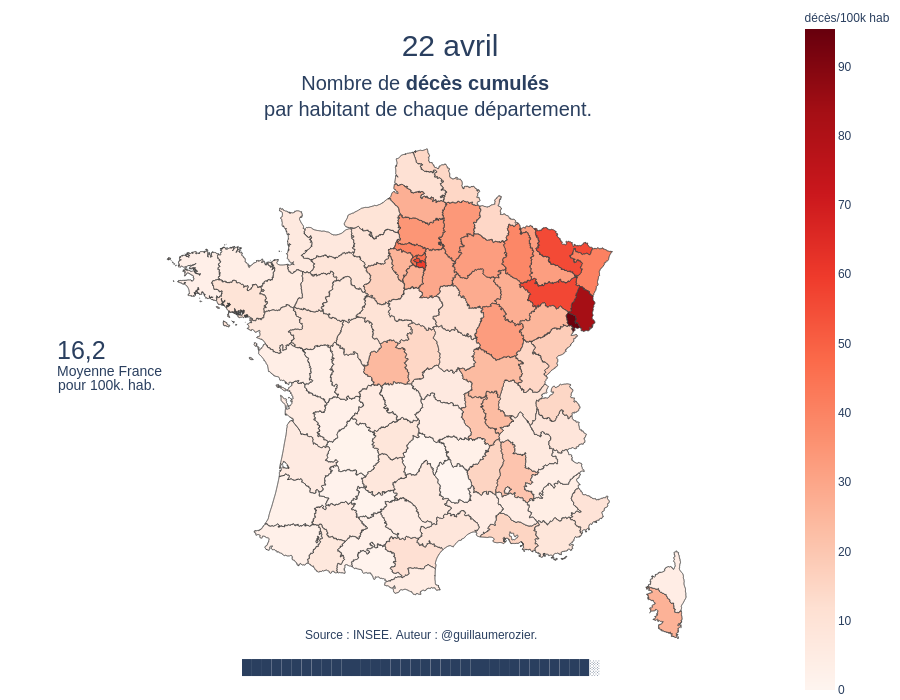 décès/100k hab
22 avril
Nombre de décès cumulés
par habitant de chaque département.
90
80
70
60
50
40
30
20
10
0
16,2
Moyenne France
pour 100k. hab.
Source : INSEE. Auteur : @guillaumerozier.